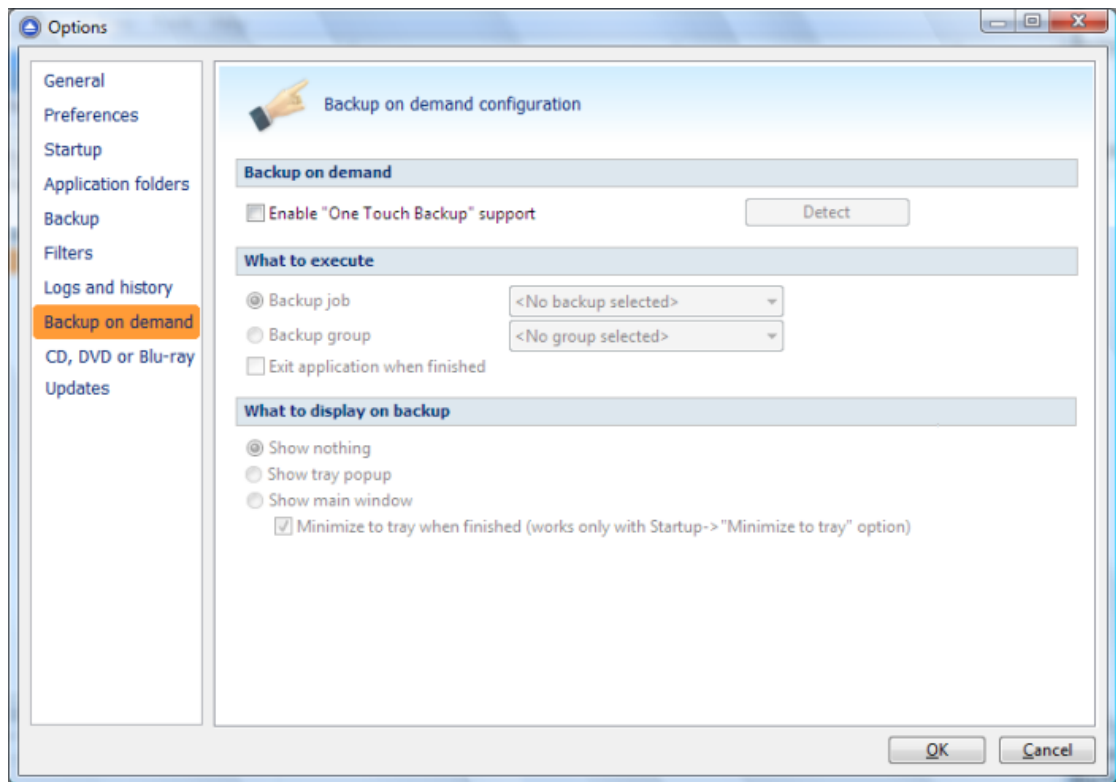 Options
General
Preferences
Startup
Application folders
Backup
Filters
Logs and history
Backup on demand
CD, DVD or Blu-ray
Updates
Backup on demand configuration
Backup on demand
Enable "One Touch Backup" support
Detect
What to execute
Backup job
<No backup selected>
Backup group
<No group selected>
Exit application when finished
What to display on backup
Show nothing
Show tray popup
Show main window
Minimize to tray when finished (works only with Startup->"Minimize to tray" option)
OK
Cancel